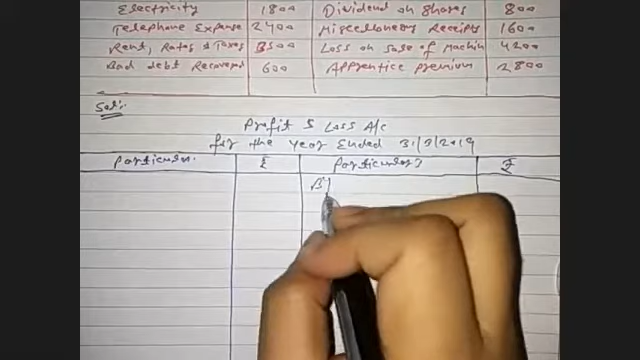 Electricity 1800 Dividend on shares 800
Telephone Expense 2400 Miscellaneous Receipts 1600
Rent, Rates & Taxes 3500 Loss on Sale of Machin 4200
Bad debt Recovered 600 Apprentice premium 2800
Sol:
Profit & Loss A/c
for the Year Ended 31/3/2019
Particulars ₹ Particulars ₹
By